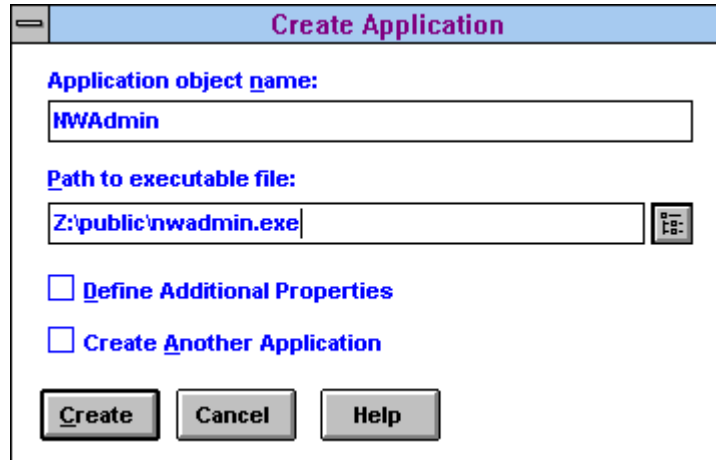 Create Application
Application object name:
NWAdmin
Path to executable file:
Z:\public\nwadmin.exe
Define Additional Properties
Create Another Application
Create Cancel Help